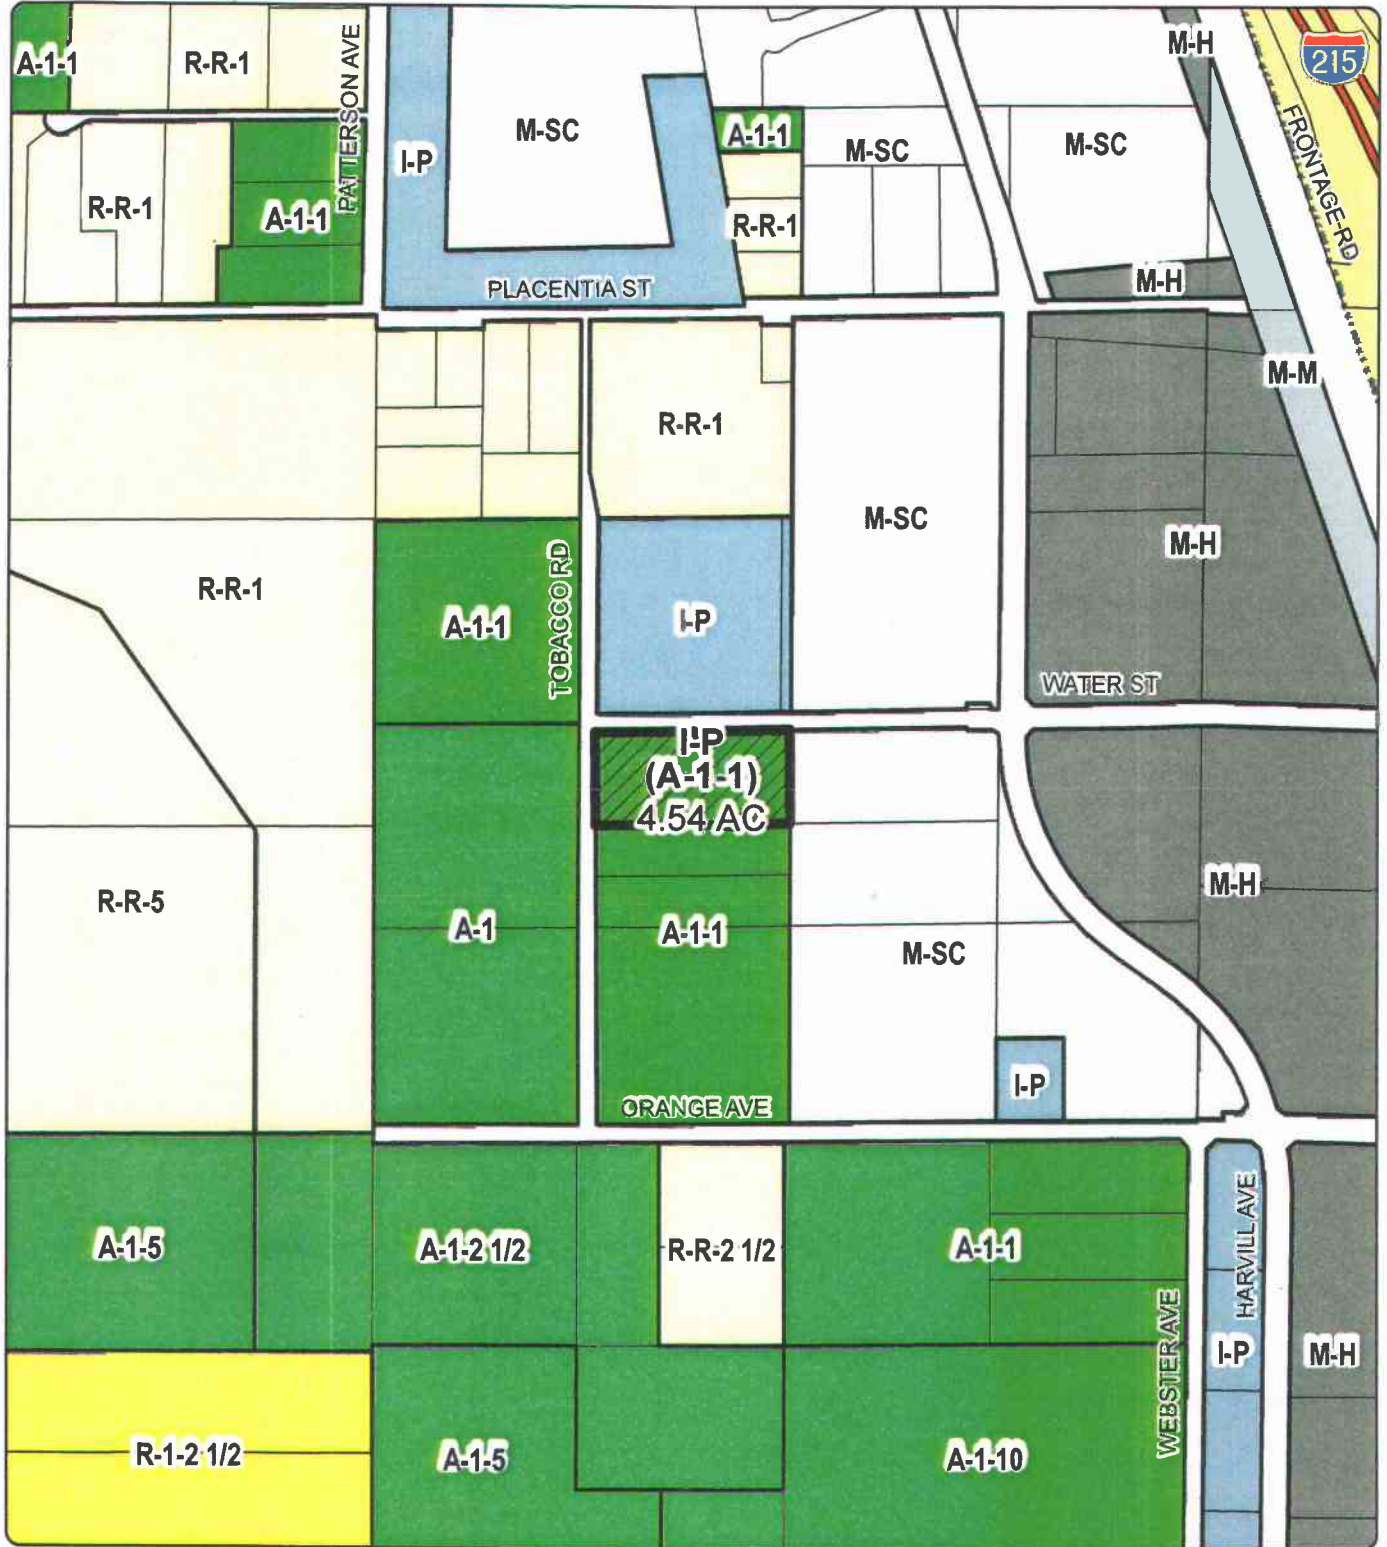 A-1-1
R-R-1
PATTERSON AVE
M-H
215
I-P
M-SC
A-1-1
M-SC
M-SC
FRONTAGE RD
R-R-1
A-1-1
R-R-1
PLACENTIA ST
M-H
M-M
R-R-1
M-SC
M-H
R-R-1
A-1-1
TOBACCO RD
I-P
WATER ST
I-P
(A-1-1)
4.54 AC
R-R-5
A-1
A-1-1
M-H
M-SC
I-P
ORANGE AVE
A-1-5
A-1-2 1/2
R-R-2 1/2
A-1-1
HARVILL AVE
WEBSTER AVE
I-P
M-H
R-1-2 1/2
A-1-5
A-1-10